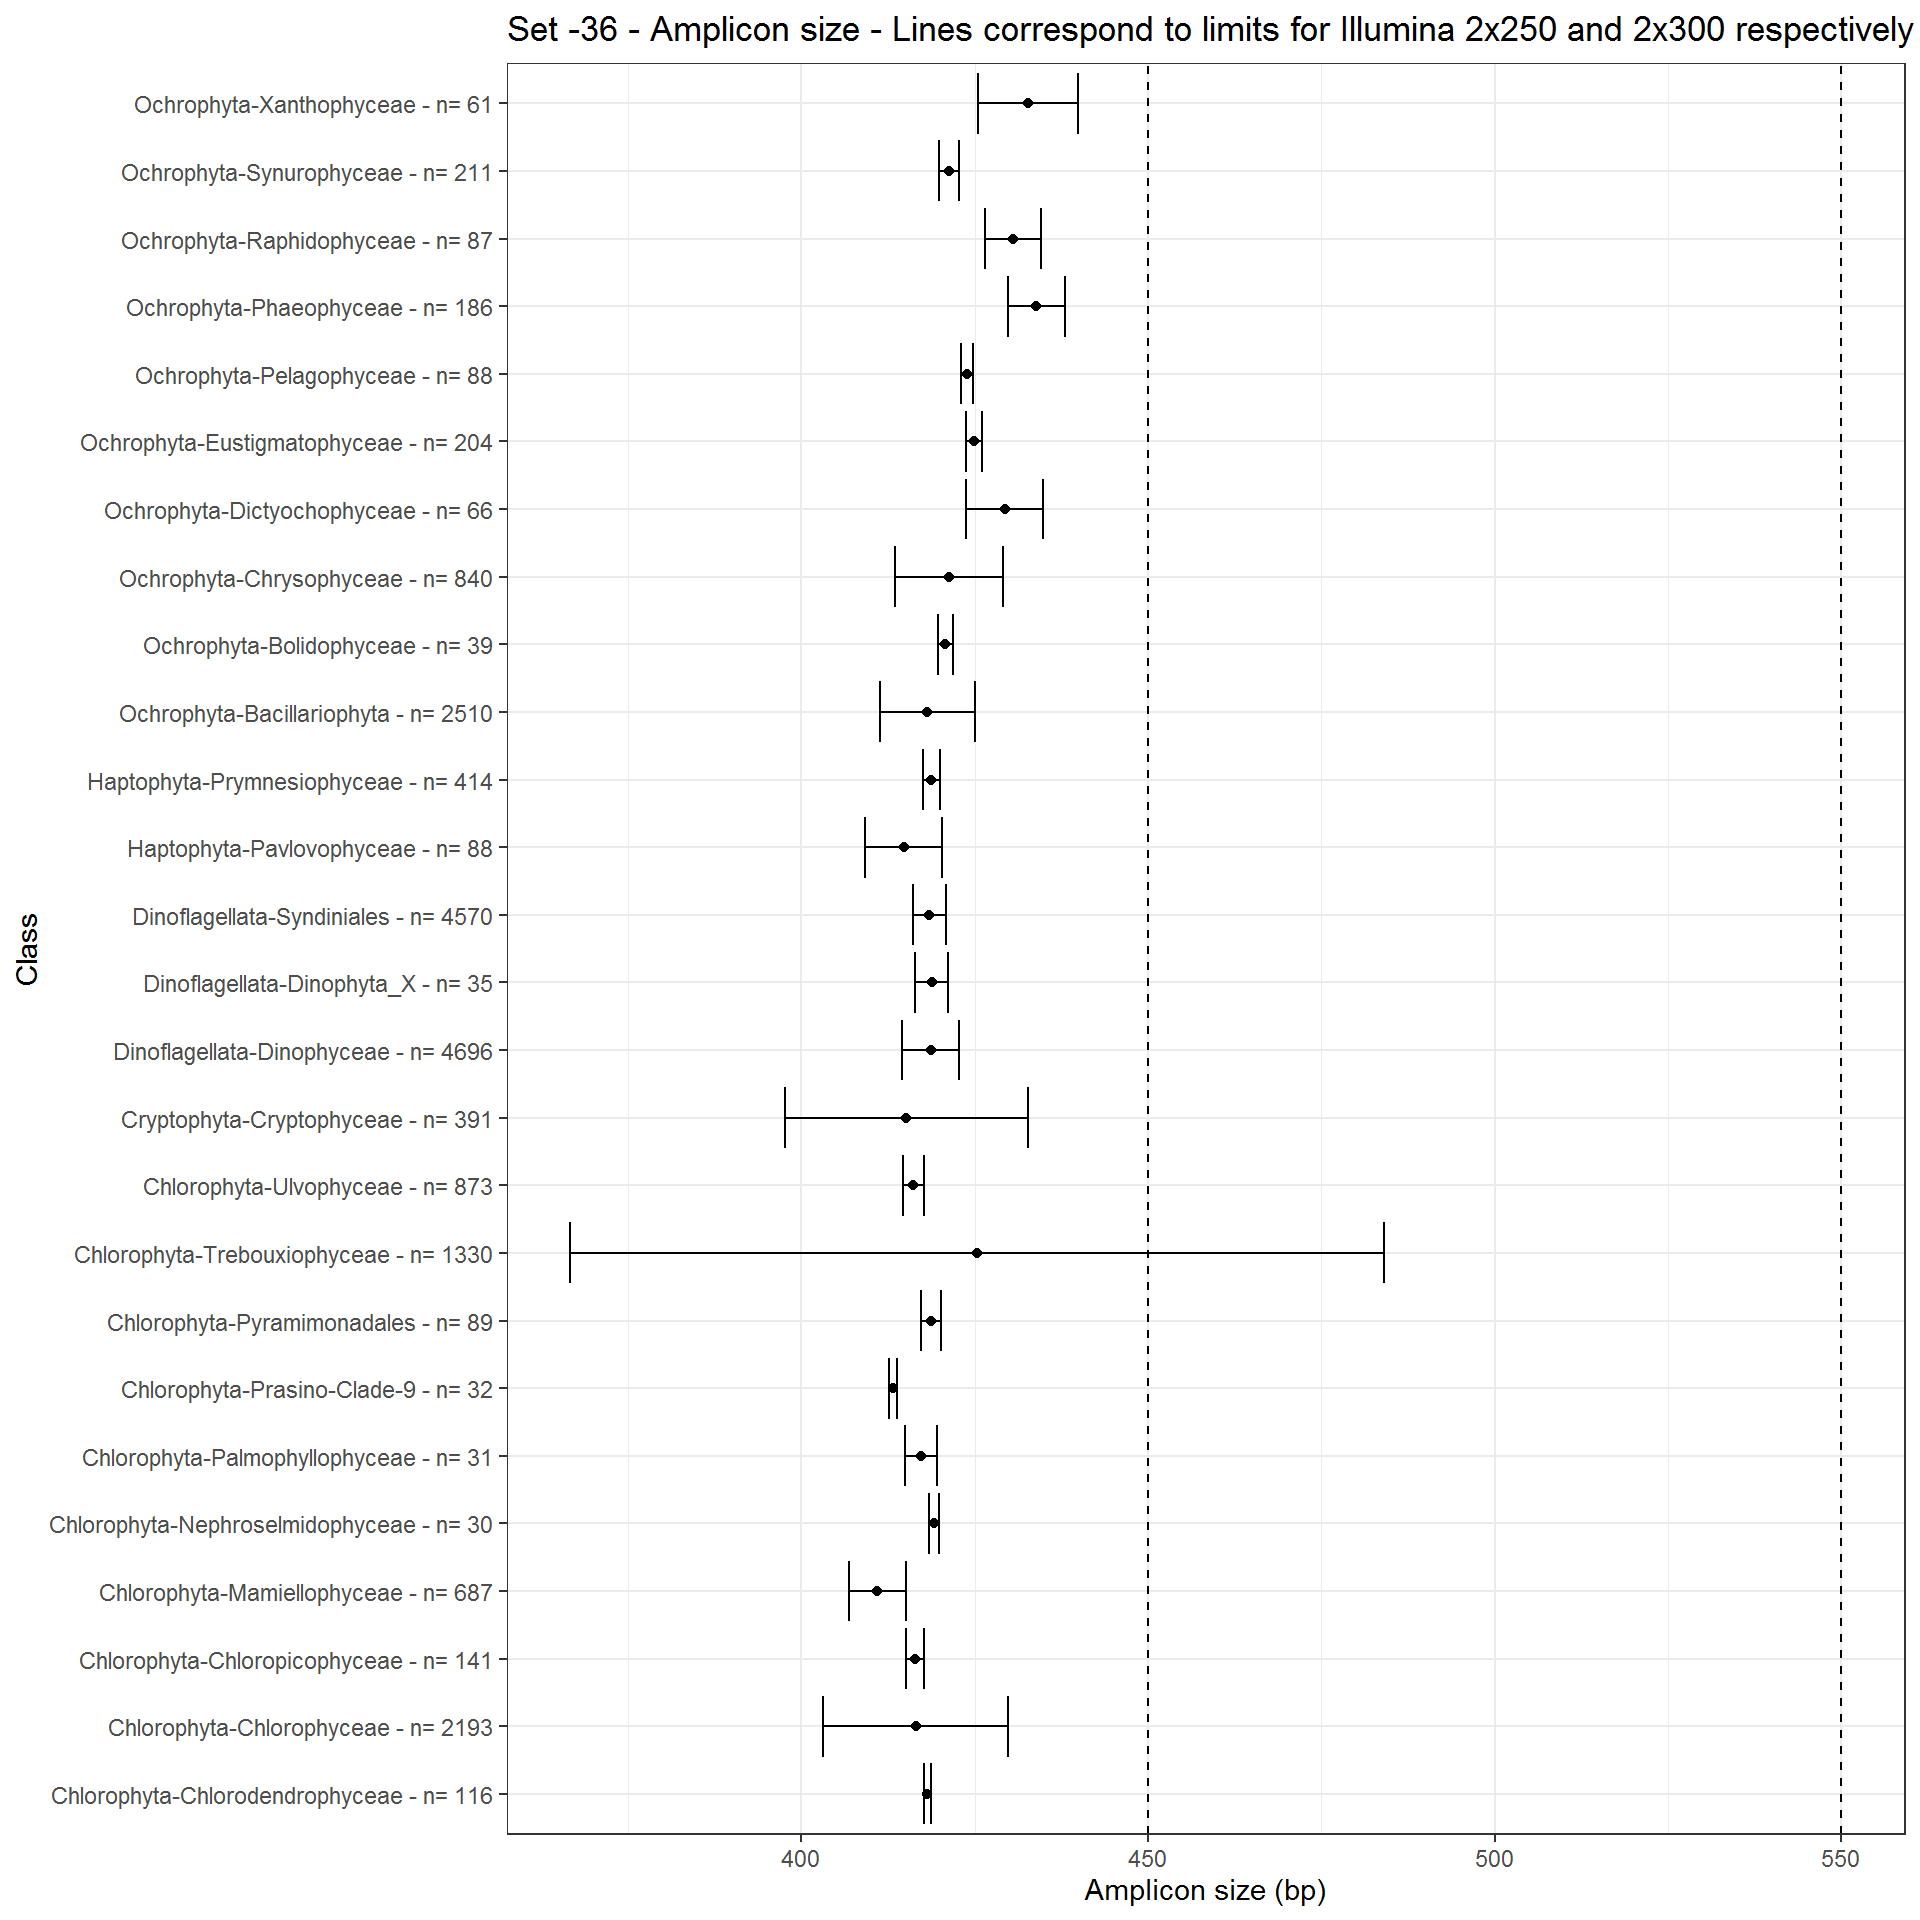 Set -36 - Amplicon size - Lines correspond to limits for Illumina 2x250 and 2x300 respectively
Ochrophyta-Xanthophyceae - n= 61
Ochrophyta-Synurophyceae - n= 211
Ochrophyta-Raphidophyceae - n= 87
Ochrophyta-Phaeophyceae - n= 186
Ochrophyta-Pelagophyceae - n= 88
Ochrophyta-Eustigmatophyceae - n= 204
Ochrophyta-Dictyochophyceae - n= 66
Ochrophyta-Chrysophyceae - n= 840
Ochrophyta-Bolidophyceae - n= 39
Ochrophyta-Bacillariophyta - n= 2510
Haptophyta-Prymnesiophyceae - n= 414
Haptophyta-Pavlovophyceae - n= 88
Dinoflagellata-Syndiniales - n= 4570
Dinoflagellata-Dinophyta_X - n= 35
Dinoflagellata-Dinophyceae - n= 4696
Cryptophyta-Cryptophyceae - n= 391
Chlorophyta-Ulvophyceae - n= 873
Chlorophyta-Trebouxiophyceae - n= 1330
Chlorophyta-Pyramimonadales - n= 89
Chlorophyta-Prasino-Clade-9 - n= 32
Chlorophyta-Palmophyllophyceae - n= 31
Chlorophyta-Nephroselmidophyceae - n= 30
Chlorophyta-Mamiellophyceae - n= 687
Chlorophyta-Chloropicophyceae - n= 141
Chlorophyta-Chlorophyceae - n= 2193
Chlorophyta-Chlorodendrophyceae - n= 116
Class
400 450 500 550
Amplicon size (bp)